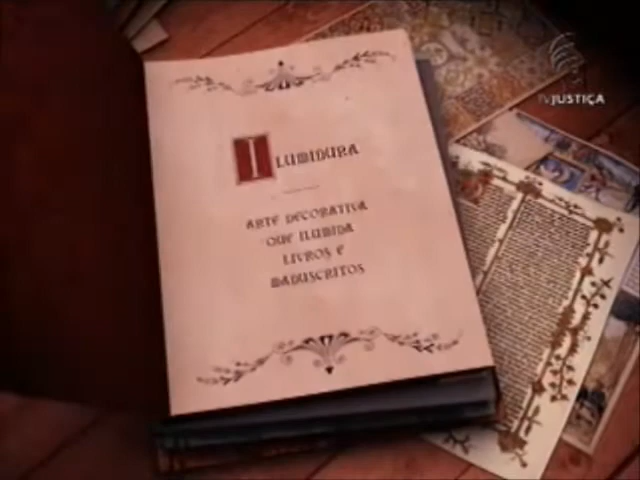 TVJUSTIÇA
ILUMINURA
ARTE DECORATIVA
QUE ILUMINA
LIVROS E
MANUSCRITOS